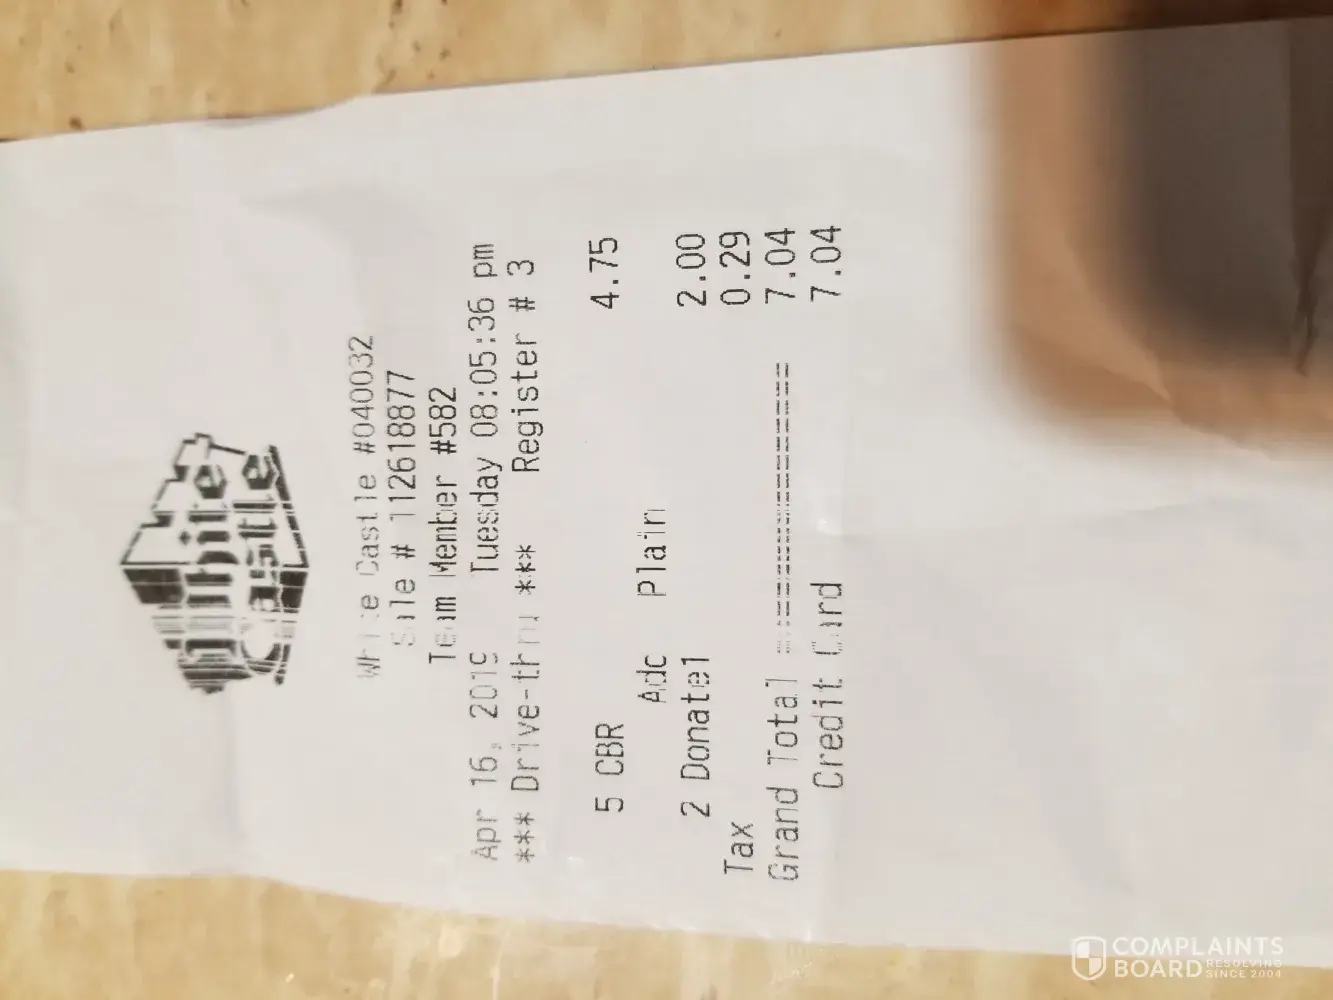 White Castle
White Castle #040032
Sale # 112618877
Team Member #582
Apr 16, 2019 Tuesday 08:05:36 pm
*** Drive-thru *** Register # 3
5 CBR 4.75
Adc Plain
2 Donate1 2.00
Tax 0.29
Grand Total ============== 7.04
Credit Card 7.04
COMPLAINTS
BOARD RESOLVING
SINCE 2004